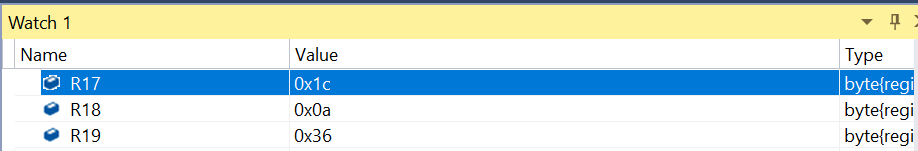 Watch 1
Name Value Type
R17 0x1c byte{regi
R18 0x0a byte{regi
R19 0x36 byte{regi